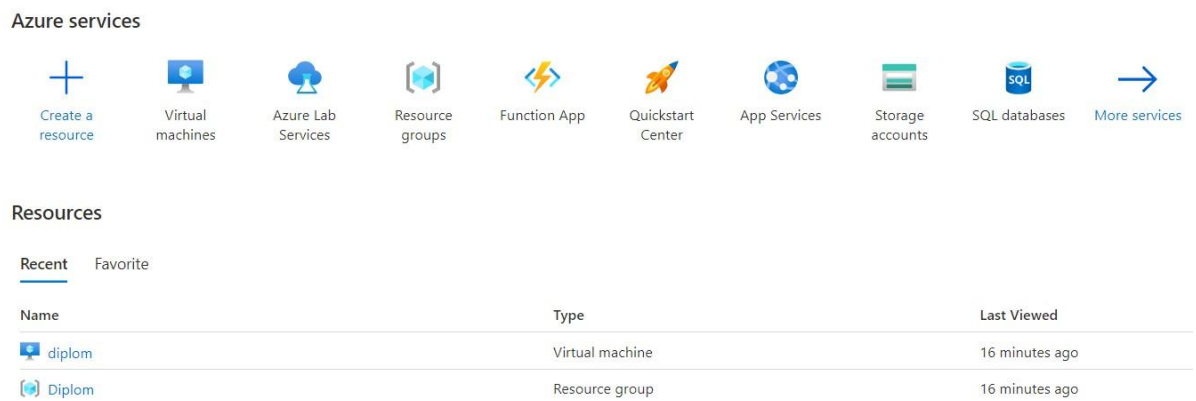 Azure services
Create a resource
Virtual machines
Azure Lab Services
Resource groups
Function App
Quickstart Center
App Services
Storage accounts
SQL
SQL databases
More services
Resources
Recent Favorite
Name Type Last Viewed
diplom Virtual machine 16 minutes ago
Diplom Resource group 16 minutes ago